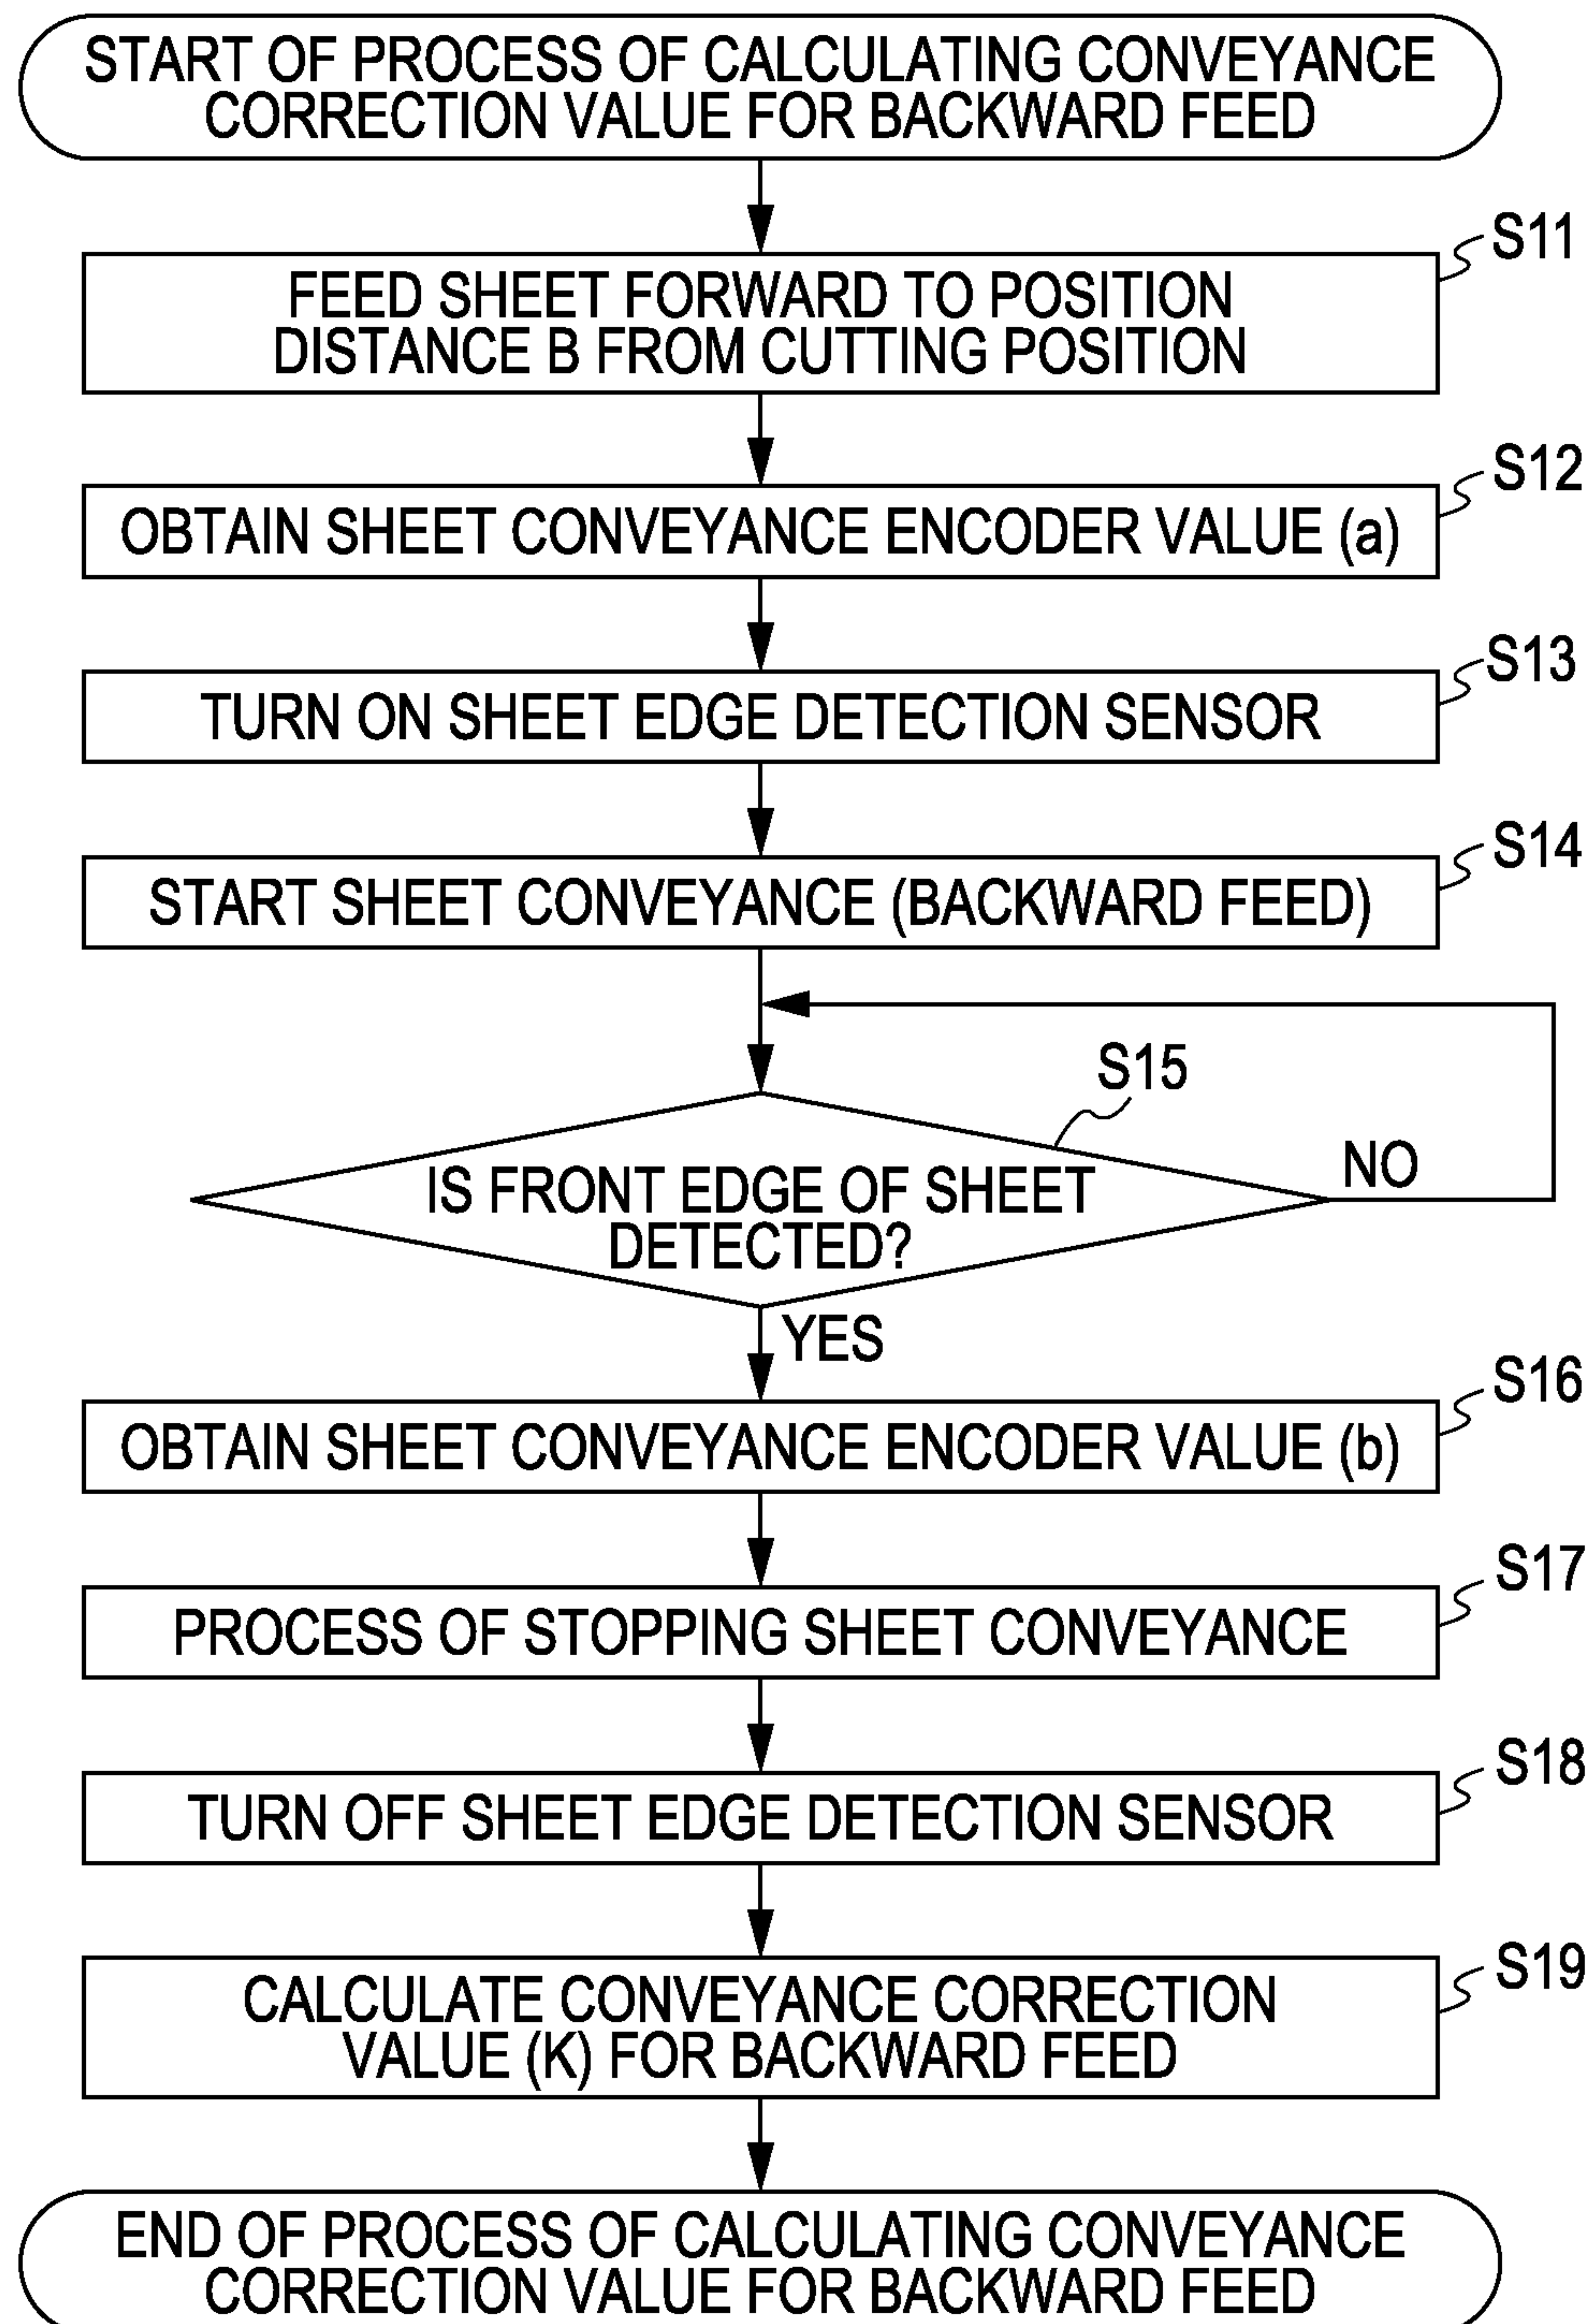 START OF PROCESS OF CALCULATING CONVEYANCE
CORRECTION VALUE FOR BACKWARD FEED
S11
FEED SHEET FORWARD TO POSITION
DISTANCE B FROM CUTTING POSITION
S12
OBTAIN SHEET CONVEYANCE ENCODER VALUE (a)
S13
TURN ON SHEET EDGE DETECTION SENSOR
S14
START SHEET CONVEYANCE (BACKWARD FEED)
S15
IS FRONT EDGE OF SHEET
DETECTED?
NO
YES
S16
OBTAIN SHEET CONVEYANCE ENCODER VALUE (b)
S17
PROCESS OF STOPPING SHEET CONVEYANCE
S18
TURN OFF SHEET EDGE DETECTION SENSOR
S19
CALCULATE CONVEYANCE CORRECTION
VALUE (K) FOR BACKWARD FEED
END OF PROCESS OF CALCULATING CONVEYANCE
CORRECTION VALUE FOR BACKWARD FEED